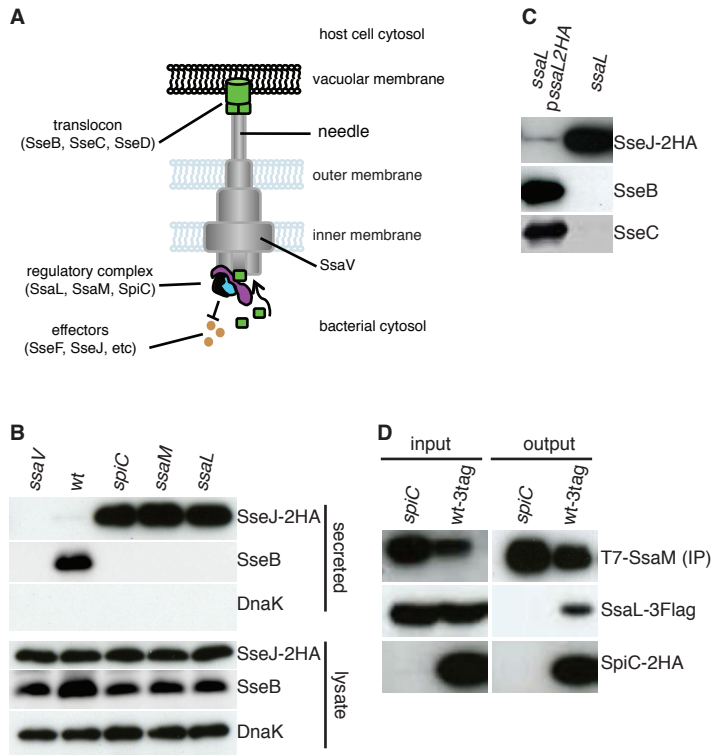 A
host cell cytosol
vacuolar membrane
translocon
(SseB, SseC, SseD)
needle
outer membrane
inner membrane
SsaV
regulatory complex
(SsaL, SsaM, SpiC)
effectors
(SseF, SseJ, etc)
bacterial cytosol
B
ssaV
wt
spiC
ssaM
ssaL
SseJ-2HA
SseB
DnaK
secreted
SseJ-2HA
SseB
DnaK
lysate
C
ssaL
pssaL2HA
ssaL
SseJ-2HA
SseB
SseC
D
input
output
spiC
wt-3tag
spiC
wt-3tag
T7-SsaM (IP)
SsaL-3Flag
SpiC-2HA